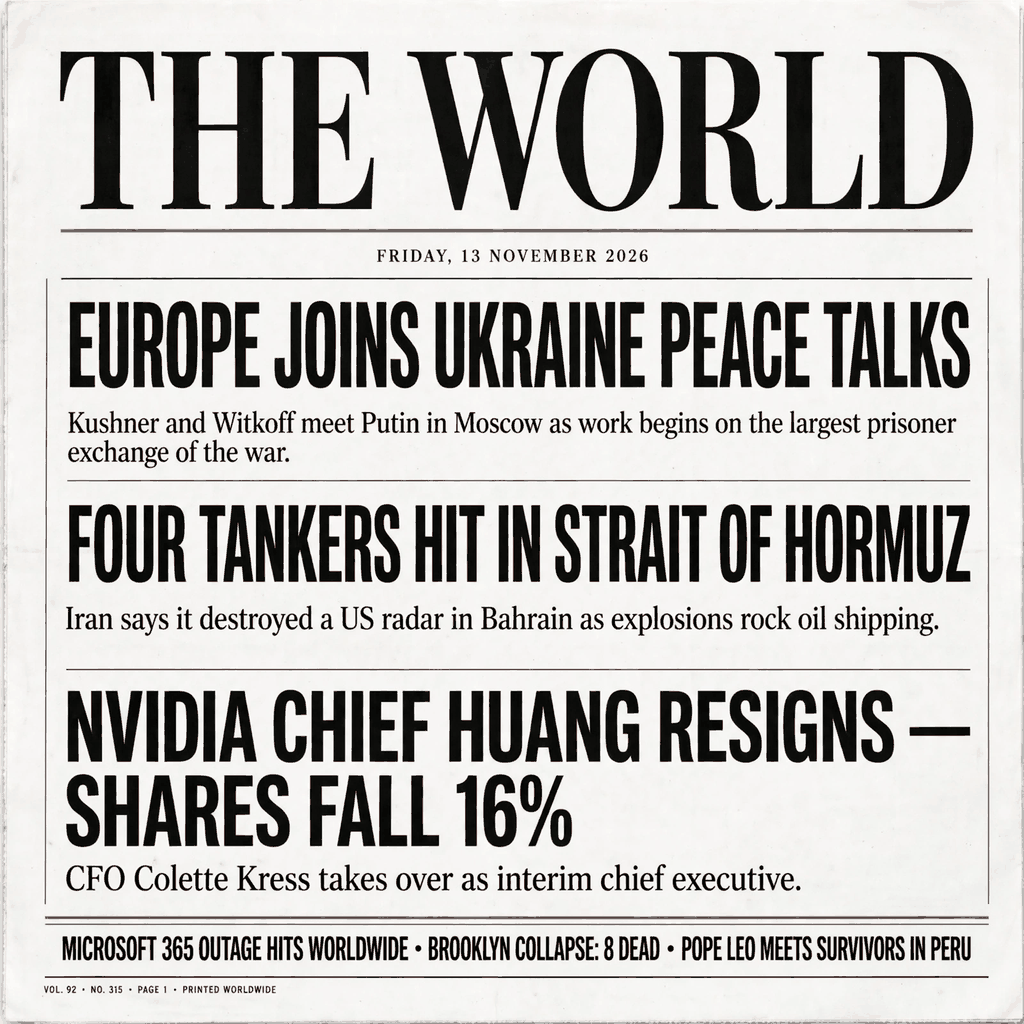 THE WORLD
FRIDAY, 13 NOVEMBER 2026
EUROPE JOINS UKRAINE PEACE TALKS
Kushner and Witkoff meet Putin in Moscow as work begins on the largest prisoner
exchange of the war.
FOUR TANKERS HIT IN STRAIT OF HORMUZ
Iran says it destroyed a US radar in Bahrain as explosions rock oil shipping.
NVIDIA CHIEF HUANG RESIGNS —
SHARES FALL 16%
CFO Colette Kress takes over as interim chief executive.
MICROSOFT 365 OUTAGE HITS WORLDWIDE • BROOKLYN COLLAPSE: 8 DEAD • POPE LEO MEETS SURVIVORS IN PERU
VOL. 92 • NO. 315 • PAGE 1 • PRINTED WORLDWIDE